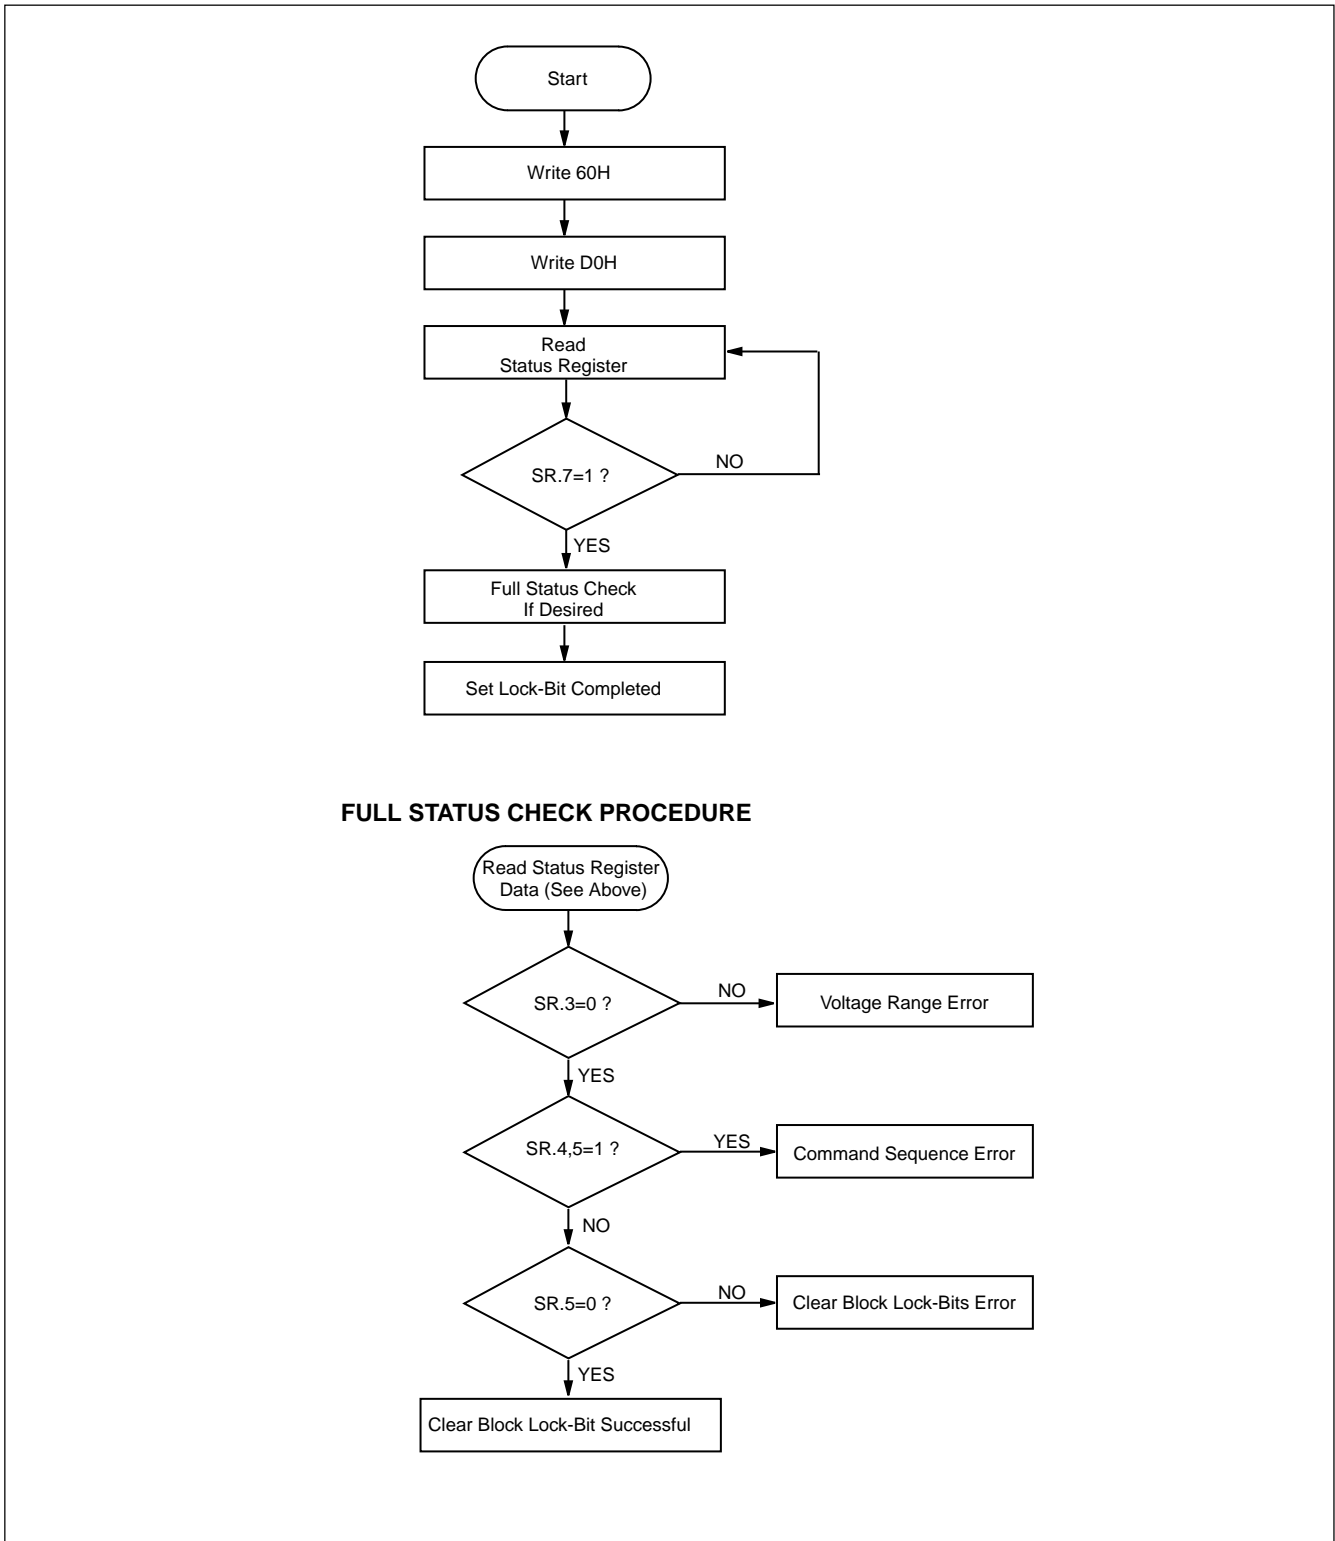 Start
Write 60H
Write D0H
Read
Status Register
SR.7=1 ?
NO
YES
Full Status Check
If Desired
Set Lock-Bit Completed
FULL STATUS CHECK PROCEDURE
Read Status Register
Data (See Above)
SR.3=0 ?
NO
Voltage Range Error
YES
SR.4,5=1 ?
YES
Command Sequence Error
NO
SR.5=0 ?
NO
Clear Block Lock-Bits Error
YES
Clear Block Lock-Bit Successful